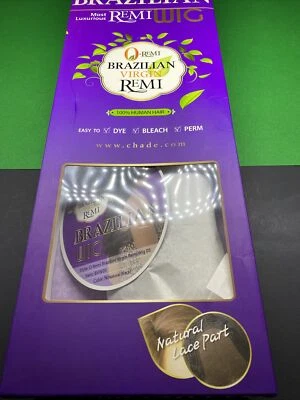 BRAZILIAN
Most Luxurious REMI WIG
Q-REMI
BRAZILIAN
VIRGIN
REMI
100% HUMAN HAIR
EASY TO ☑ DYE ☑ BLEACH ☑ PERM
www.chade.com
REMI
BRAZILIAN
WIG
Natural
Lace Part